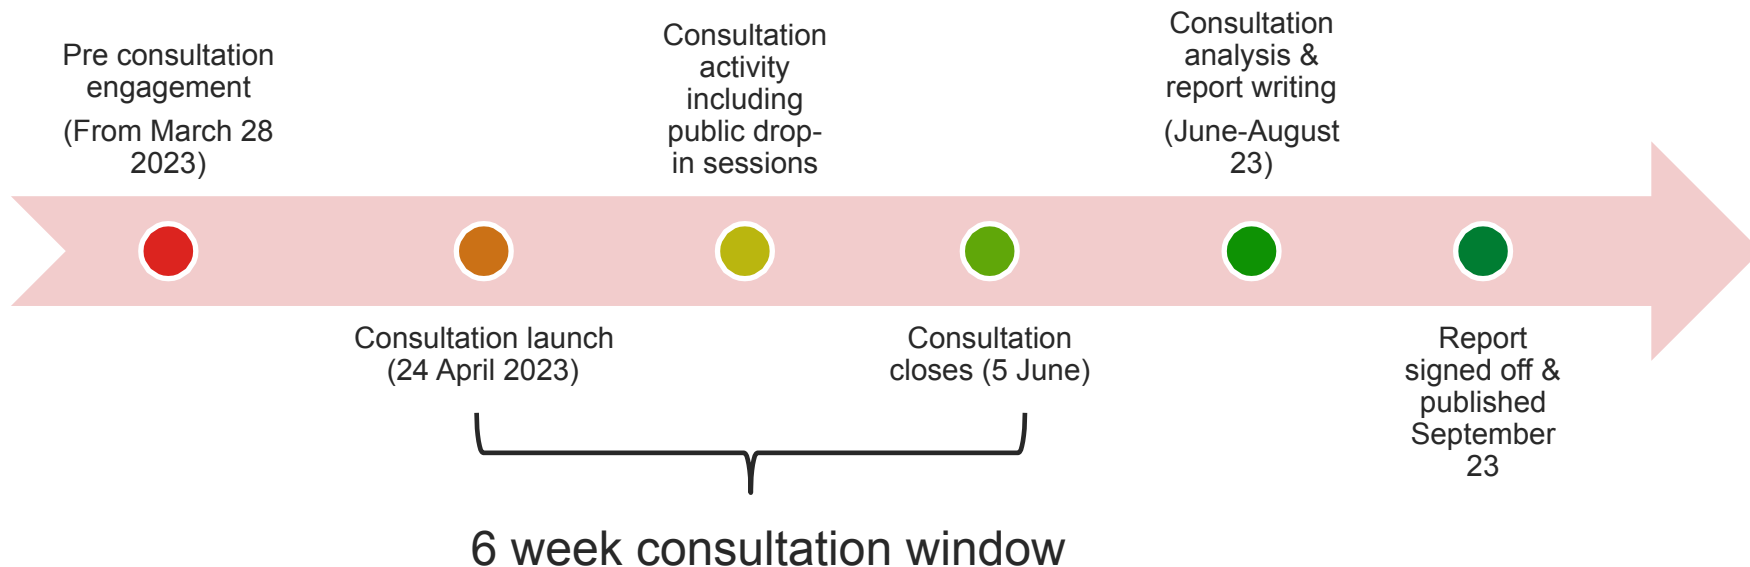 Pre consultation
engagement
(From March 28
2023)
Consultation launch
(24 April 2023)
Consultation
activity
including
public drop-
in sessions
Consultation
closes (5 June)
Consultation
analysis &
report writing
(June-August
23)
Report
signed off &
published
September
23
6 week consultation window